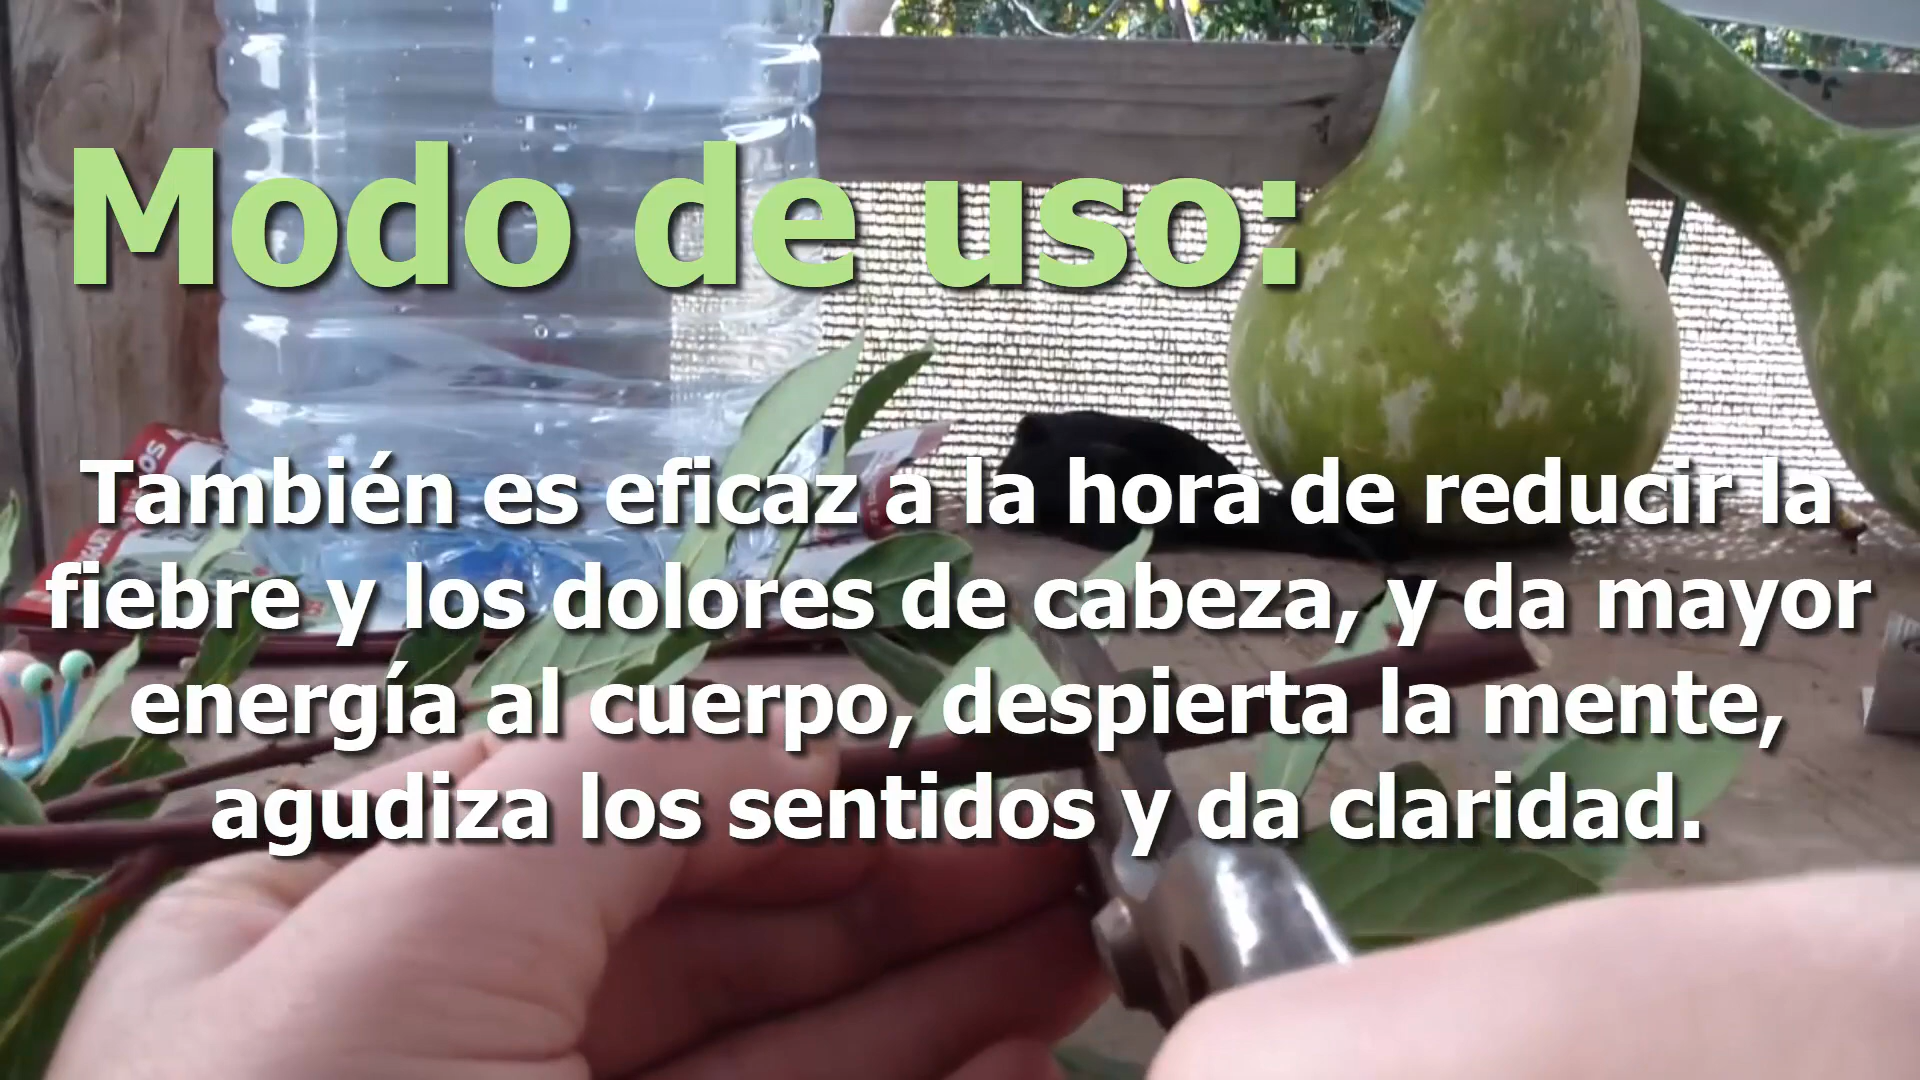 Modo de uso:
También es eficaz a la hora de reducir la
fiebre y los dolores de cabeza, y da mayor
energía al cuerpo, despierta la mente,
agudiza los sentidos y da claridad.